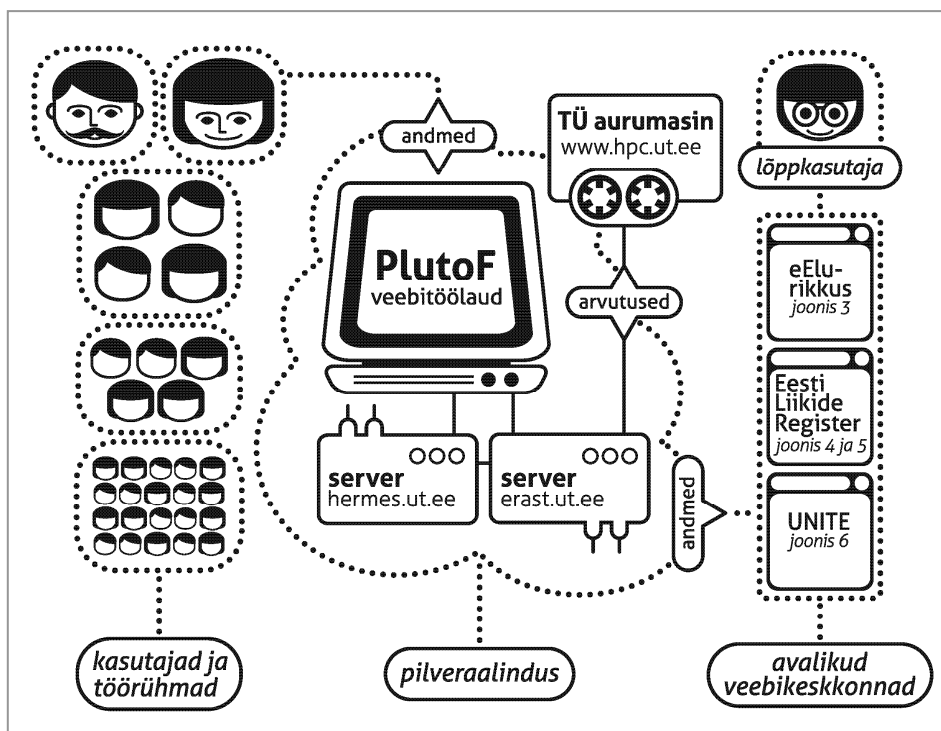 andmed
TÜ aurumasin
www.hpc.ut.ee
lõppkasutaja
PlutoF
veebitöölaud
arvutused
eElu-
rikkus
joonis 3
Eesti
Liikide
Register
joonis 4 ja 5
server
hermes.ut.ee
server
erast.ut.ee
andmed
UNITE
joonis 6
kasutajad ja
töörühmad
pilveraalindus
avalikud
veebikeskkonnad